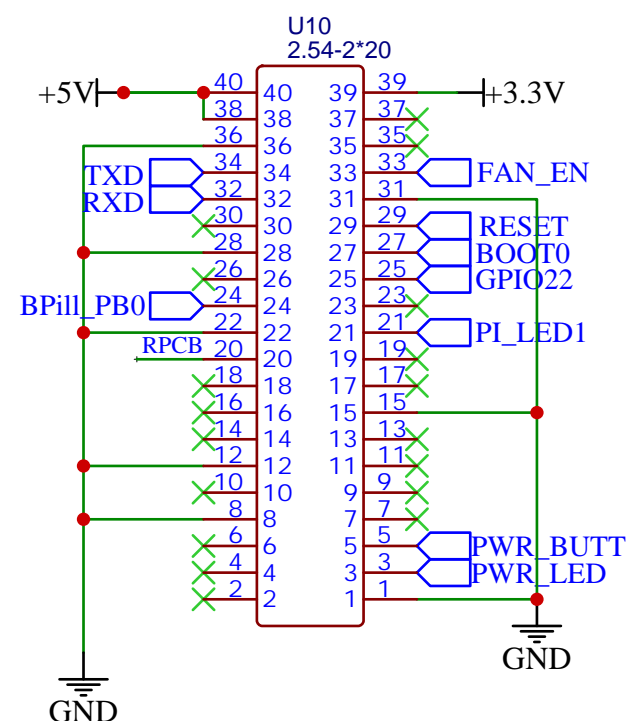 U10
2.54-2*20
+5V 40 40 39 39 +3.3V
38 38 37 37
36 36 35 35
TXD 34 34 33 33 FAN_EN
RXD 32 32 31 31
30 30 29 29 RESET
28 28 27 27 BOOT0
26 26 25 25 GPIO22
BPill_PB0 24 24 23 23
22 22 21 21 PI_LED1
RPCB 20 20 19 19
18 18 17 17
16 16 15 15
14 14 13 13
12 12 11 11
10 10 9 9
8 8 7 7
6 6 5 5 PWR_BUTT
4 4 3 3 PWR_LED
2 2 1 1
GND
GND